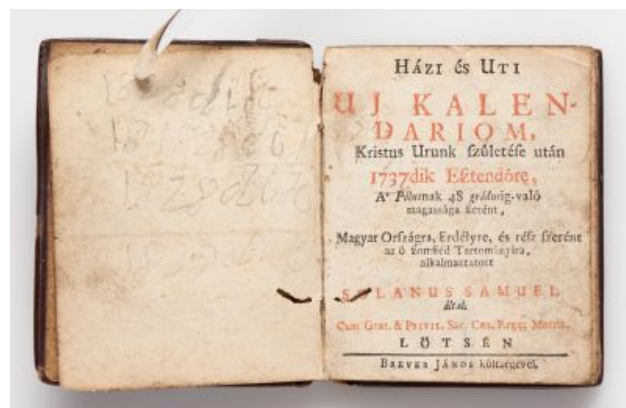 HÁZI és UTI
UJ KALEN-
DARIOM,
Kristus Urunk ſzületéſe után
1737dik Eſztendőre,
A' Pólusnak 48 gráduſig-való
magaſſága ſzerént,
Magyar Orſzágra, Erdélyre, és réſz ſzerént
az ő ſzomſzéd Tartományira,
alkalmaztatott
SOLANUS SAMUEL
által.
Cum Grat. & PRIVIL. Sac. Cæs. Regiæ
LŐTSÉN
BREVER JÁNOS költségével.